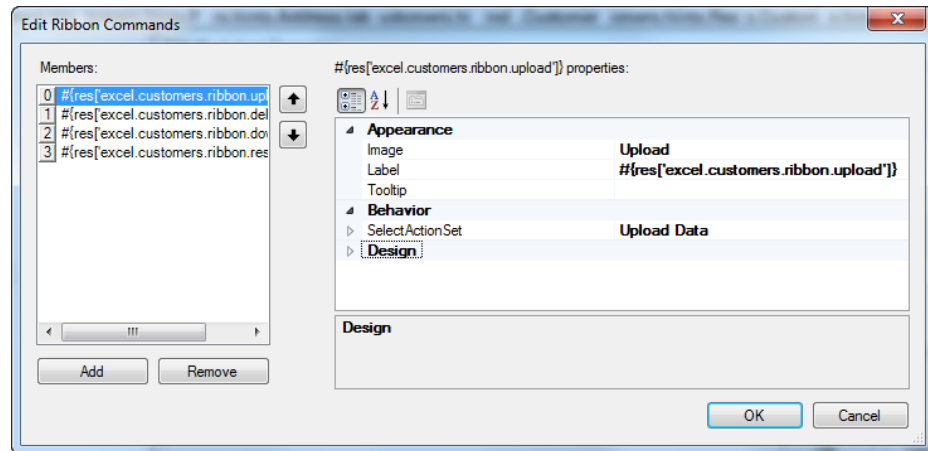 Edit Ribbon Commands
Members:
#{res['excel.customers.ribbon.upload']} properties:
0 #{res['excel.customers.ribbon.upl
1 #{res['excel.customers.ribbon.del
2 #{res['excel.customers.ribbon.dov
3 #{res['excel.customers.ribbon.res
Appearance
Image Upload
Label #{res['excel.customers.ribbon.upload']}
Tooltip
Behavior
SelectActionSet Upload Data
Design
Design
Add Remove
OK Cancel